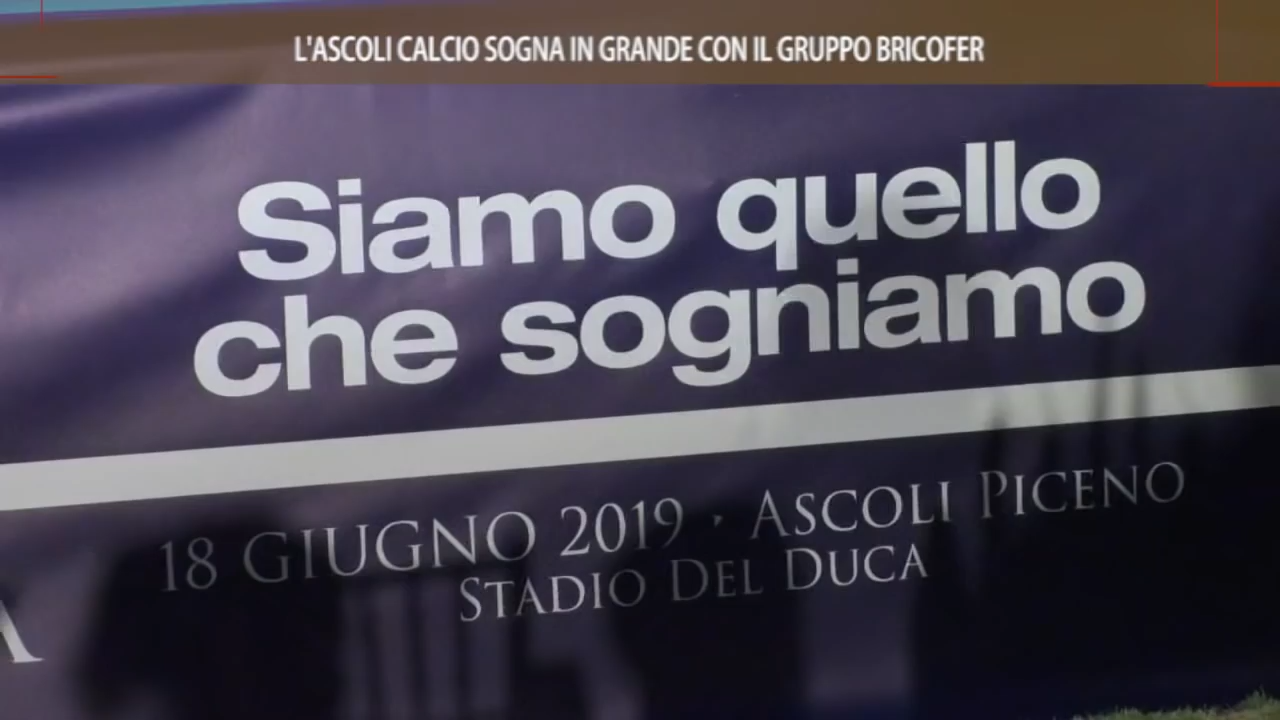 L'ASCOLI CALCIO SOGNA IN GRANDE CON IL GRUPPO BRICOFER
Siamo quello
che sogniamo
18 GIUGNO 2019 · ASCOLI PICENO
STADIO DEL DUCA